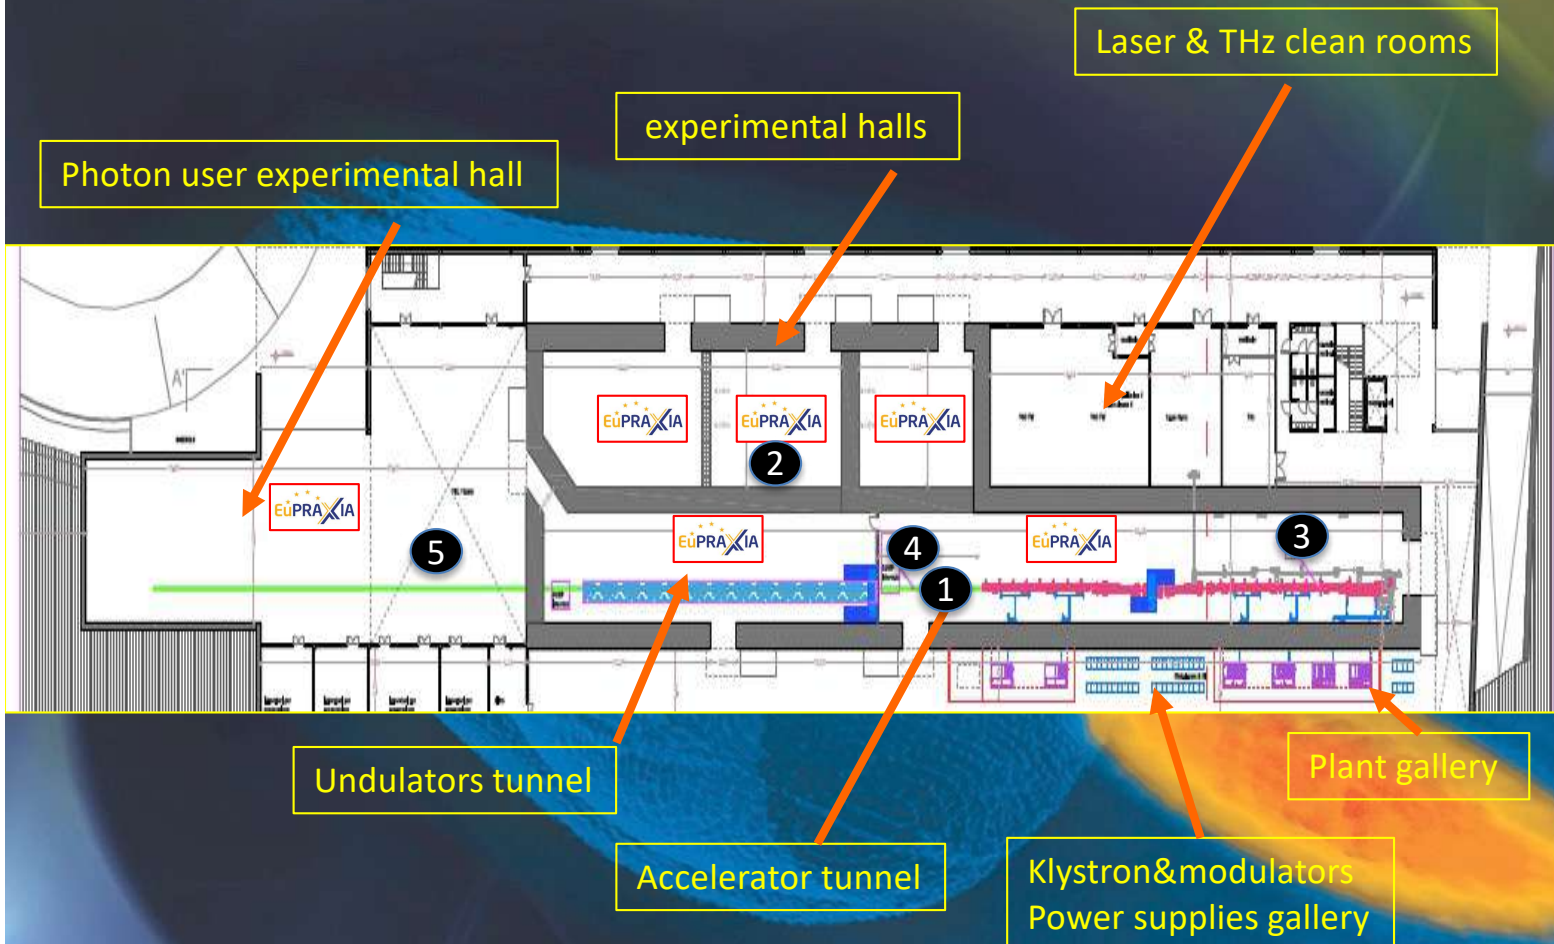 Laser & THz clean rooms
experimental halls
Photon user experimental hall
EuPRAXIA
EuPRAXIA
EuPRAXIA
2
EuPRAXIA
EuPRAXIA
EuPRAXIA
5
4
3
1
A'
Undulators tunnel
Plant gallery
Accelerator tunnel
Klystron&modulators
Power supplies gallery